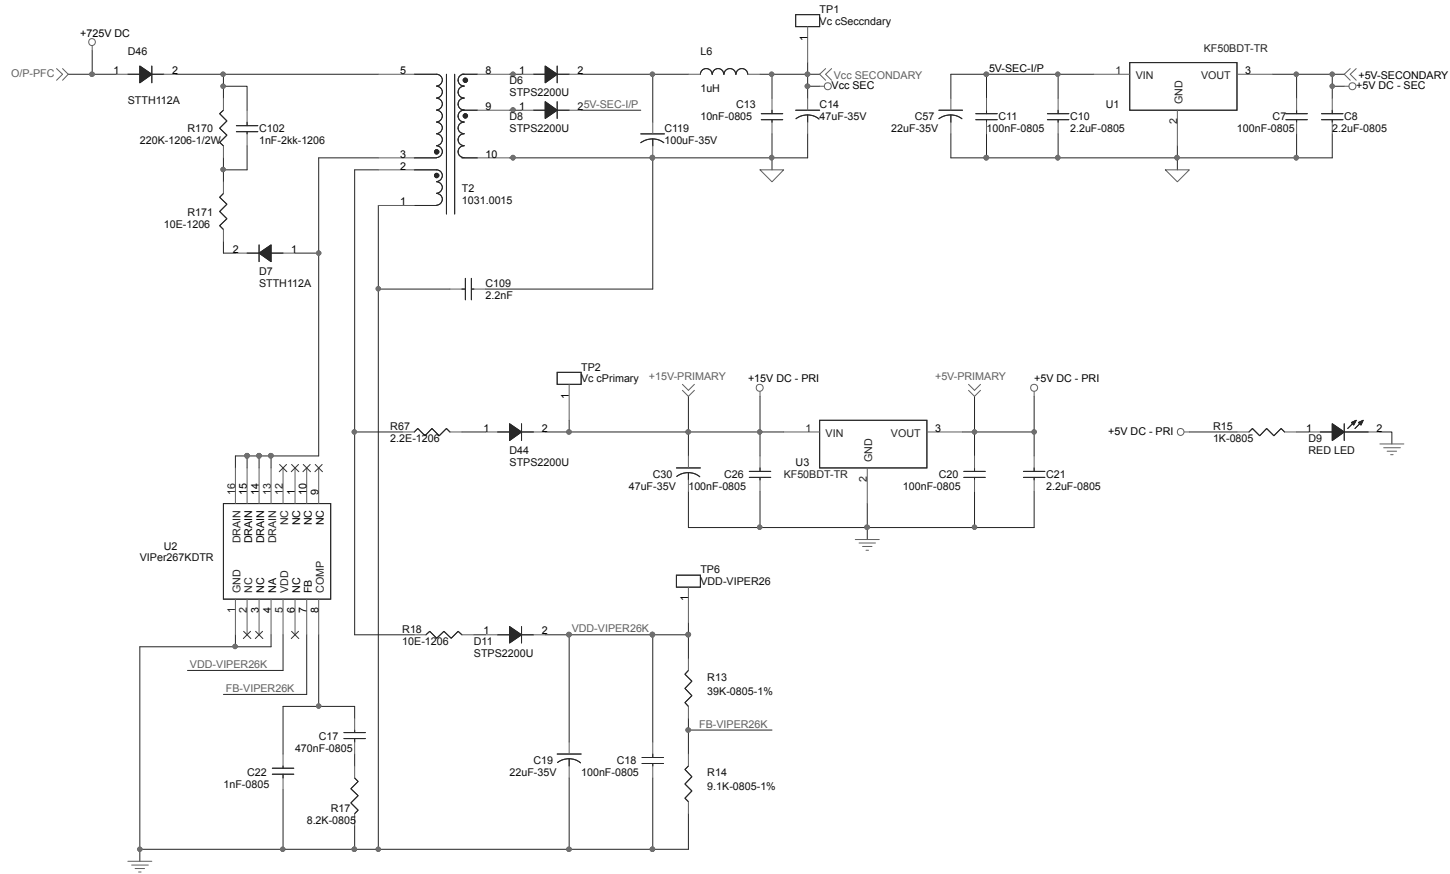 +725V DC
O/P-PFC
1
D46
2
STTH112A
R170
220K-1206-1/2W
C102
1nF-2kk-1206
R171
10E-1206
2
1
D7
STTH112A
5
3
2
1
8
9
10
T2
1031.0015
1
D6
2
STPS2200U
1
D8
2
5V-SEC-I/P
STPS2200U
C119
100uF-35V
L6
1uH
C13
10nF-0805
TP1
Vc cSeccndary
1
Vcc SECONDARY
Vcc SEC
C14
47uF-35V
C109
2.2nF
5V-SEC-I/P
C57
22uF-35V
C11
100nF-0805
C10
2.2uF-0805
KF50BDT-TR
1
VIN
VOUT
3
GND
U1
2
C7
100nF-0805
C8
2.2uF-0805
+5V-SECONDARY
+5V DC - SEC
TP2
Vc cPrimary
1
R67
2.2E-1206
1
2
D44
STPS2200U
+15V-PRIMARY
+15V DC - PRI
C30
47uF-35V
C26
100nF-0805
1
VIN
VOUT
3
GND
U3
KF50BDT-TR
2
+5V-PRIMARY
+5V DC - PRI
C20
100nF-0805
C21
2.2uF-0805
+5V DC - PRI
R15
1K-0805
1
D9
2
RED LED
16
15
14
13
12
1
10
9
DRAIN
DRAIN
DRAIN
DRAIN
NC
NC
NC
NC
U2
VIPer267KDTR
GND
NC
NC
NA
VDD
NC
FB
COMP
1
2
3
4
5
6
7
8
VDD-VIPER26K
FB-VIPER26K
C17
470nF-0805
C22
1nF-0805
R17
8.2K-0805
R18
10E-1206
1
D11
2
STPS2200U
VDD-VIPER26K
TP6
VDD-VIPER26
1
R13
39K-0805-1%
FB-VIPER26K
C19
22uF-35V
C18
100nF-0805
R14
9.1K-0805-1%